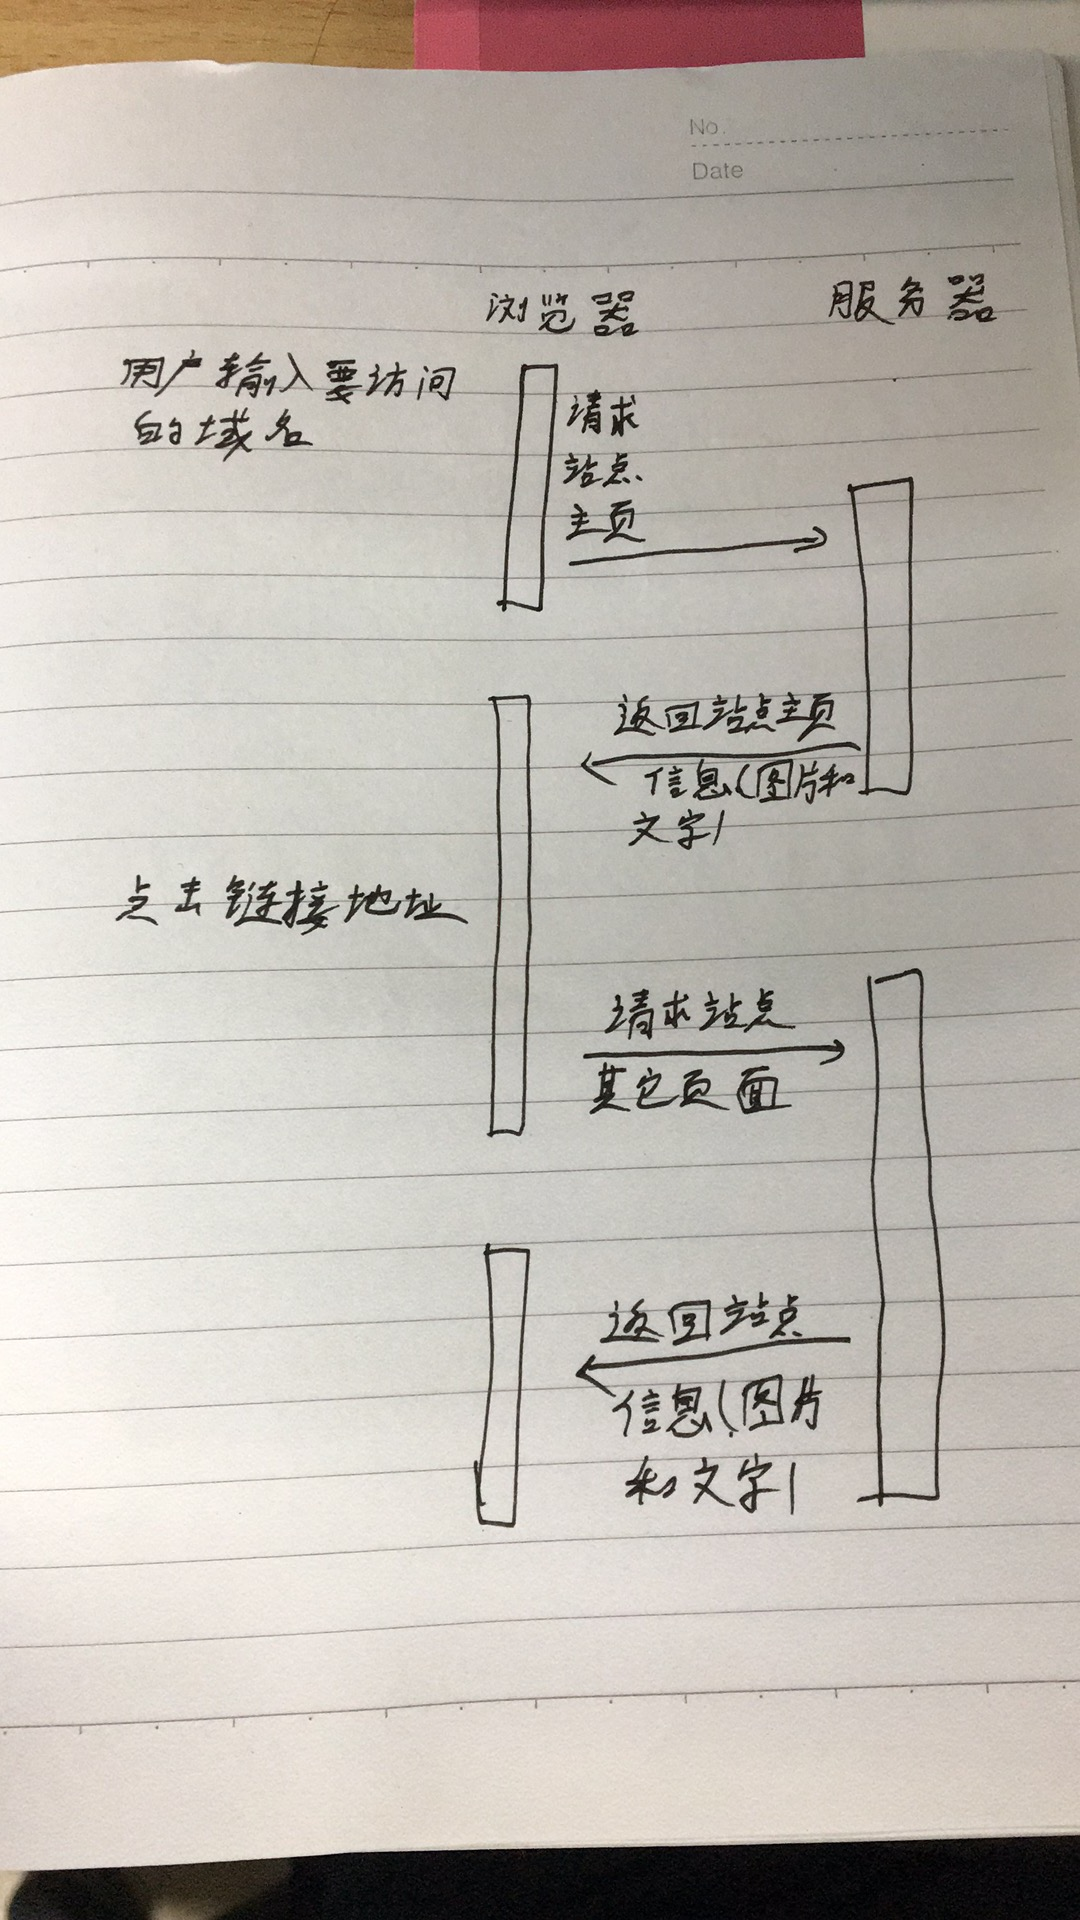 No.
Date
浏览器
服务器
用户输入要访问
的域名
请求
站点
主页
返回站点主页
信息(图片和
文字)
点击链接地址
请求站点
其它页面
返回站点
信息(图片
和文字)